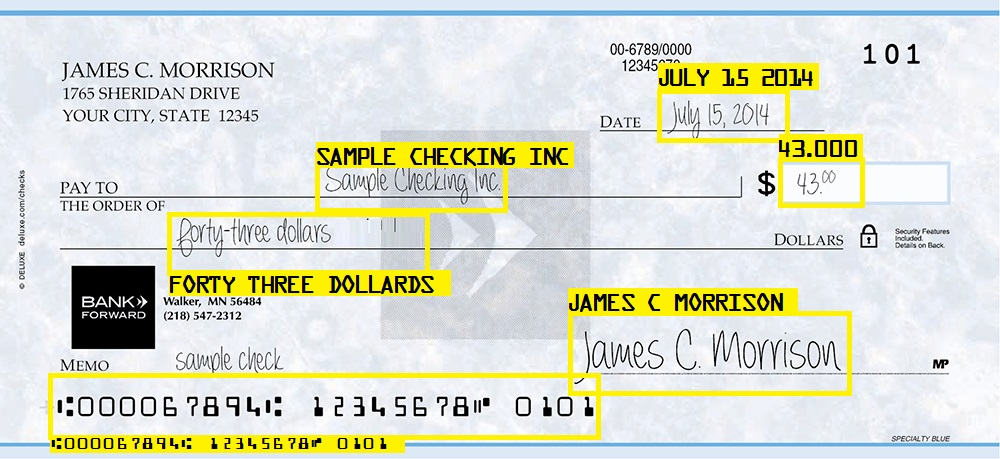 00-6789/0000
101
JAMES C. MORRISON
1765 SHERIDAN DRIVE
YOUR CITY, STATE 12345
JULY 15 2014
DATE July 15, 2014
SAMPLE CHECKING INC
43.000
PAY TO
THE ORDER OF
Sample Checking Inc.
$ 43.00
forty-three dollars
DOLLARS
Security Features
Included.
Details on Back.
© DELUXE deluxe.com/checks
FORTY THREE DOLLARDS
BANK
FORWARD
Walker, MN 56484
(218) 547-2312
JAMES C MORRISON
MEMO sample check
James C. Morrison
MP
⑆000067894⑆ 12345678⑈ 0101
⑆000067894⑆ 12345678⑈ 0101
SPECIALTY BLUE